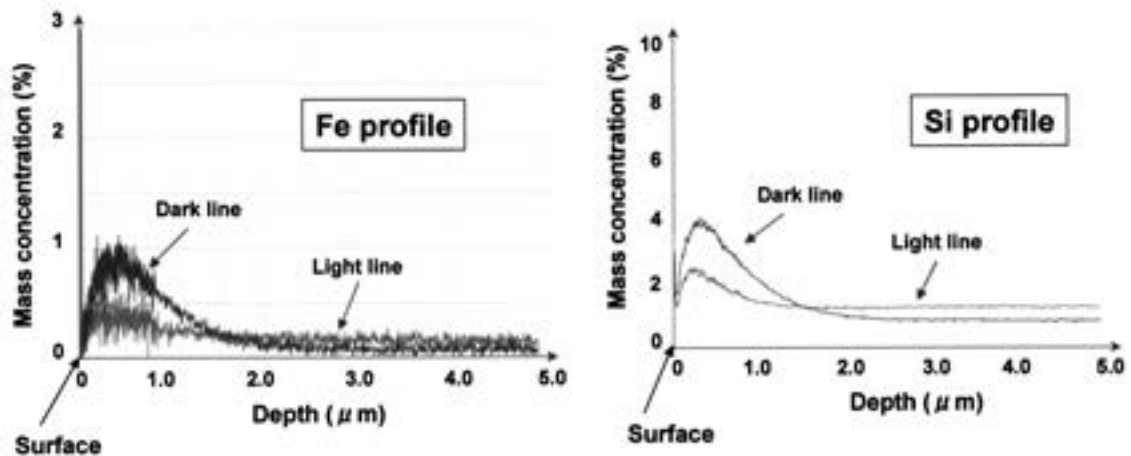 3
2
1
0
Mass concentration (%)
Fe profile
Dark line
Light line
0 1.0 2.0 3.0 4.0 5.0
Depth ( μ m)
Surface
10
8
6
4
2
0
Mass concentration (%)
Si profile
Dark line
Light line
0 1.0 2.0 3.0 4.0 5.0
Depth ( μ m)
Surface